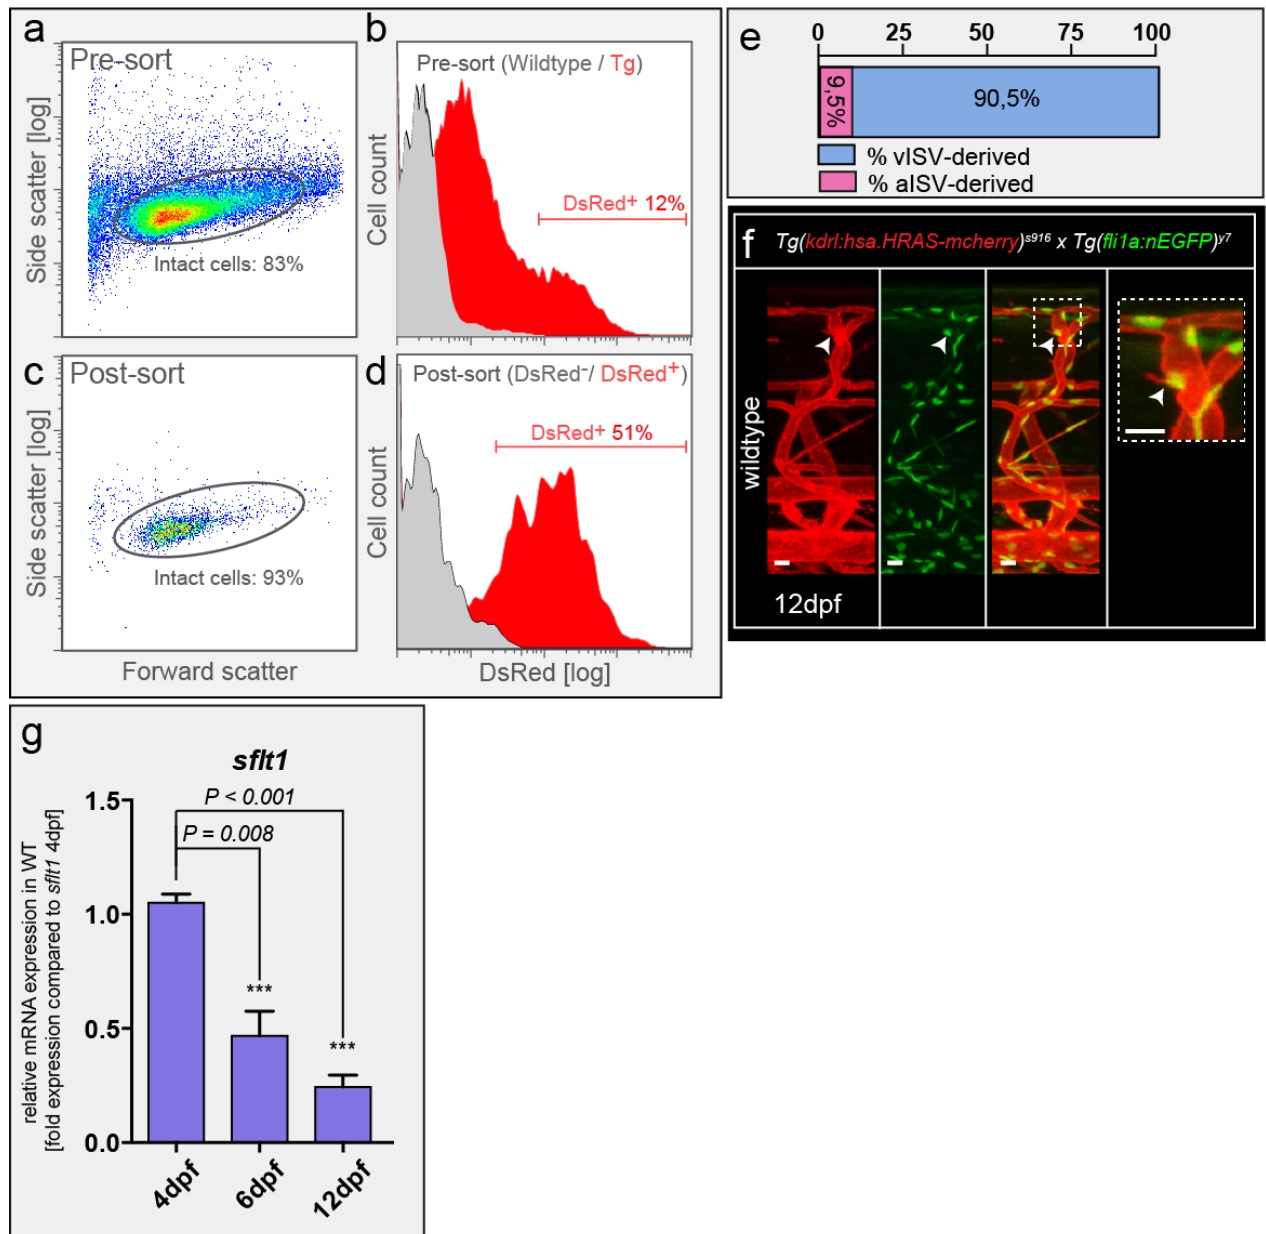 a
Pre-sort
Side scatter [log]
Intact cells: 83%
b
Pre-sort (Wildtype / Tg)
Cell count
DsRed+ 12%
c
Post-sort
Side scatter [log]
Intact cells: 93%
Forward scatter
d
Post-sort (DsRed-/ DsRed+)
Cell count
DsRed+ 51%
DsRed [log]
e
0 25 50 75 100
9,5%
90,5%
% vISV-derived
% aISV-derived
f
Tg(kdrl:hsa.HRAS-mcherry)s916 x Tg(fli1a:nEGFP)y7
wildtype
12dpf
g
sflt1
P < 0.001
P = 0.008
relative mRNA expression in WT
[fold expression compared to sflt1 4dpf]
1.5
1.0
0.5
0.0
***
***
4dpf
6dpf
12dpf